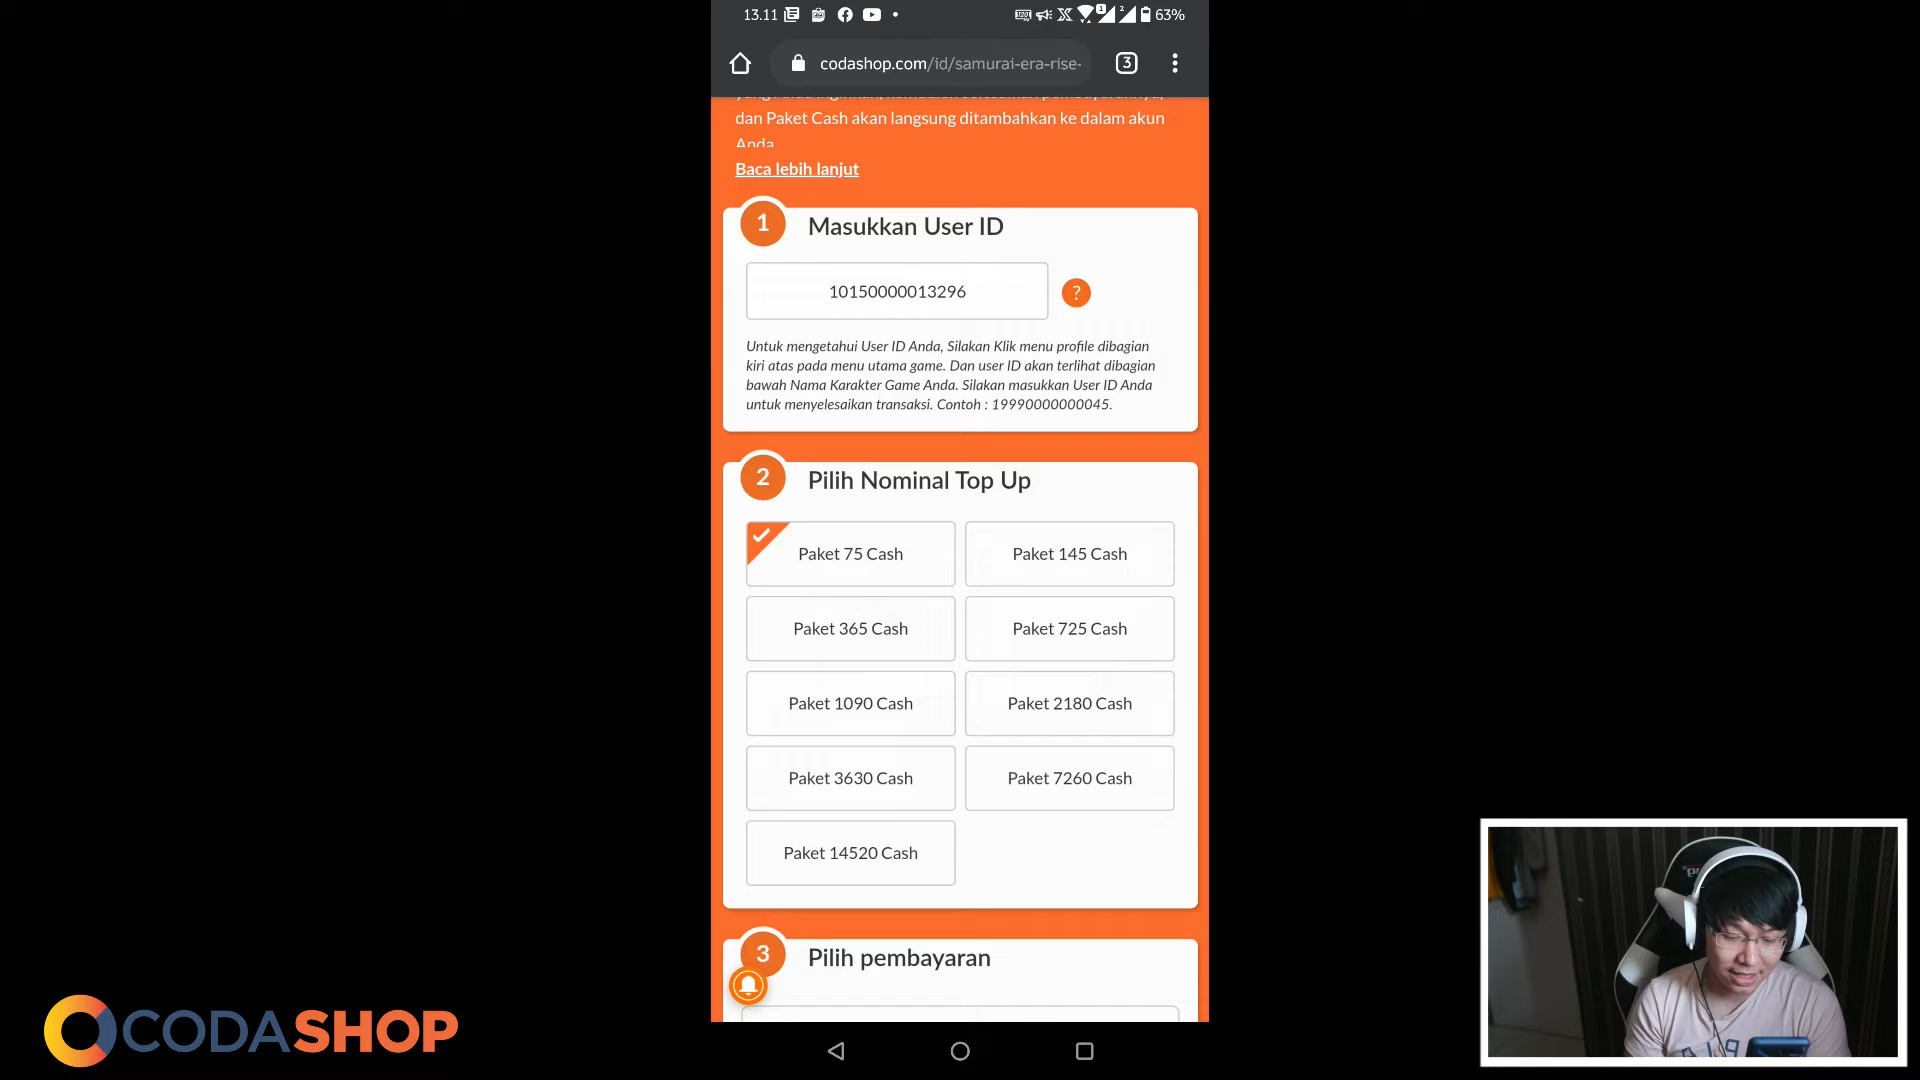 13.11
1
2
63%
codashop.com/id/samurai-era-rise-
3
dan Paket Cash akan langsung ditambahkan ke dalam akun
Anda
Baca lebih lanjut
1
Masukkan User ID
10150000013296
?
Untuk mengetahui User ID Anda, Silakan Klik menu profile dibagian
kiri atas pada menu utama game. Dan user ID akan terlihat dibagian
bawah Nama Karakter Game Anda. Silakan masukkan User ID Anda
untuk menyelesaikan transaksi. Contoh : 19990000000045.
2
Pilih Nominal Top Up
Paket 75 Cash
Paket 145 Cash
Paket 365 Cash
Paket 725 Cash
Paket 1090 Cash
Paket 2180 Cash
Paket 3630 Cash
Paket 7260 Cash
Paket 14520 Cash
3
Pilih pembayaran
CODASHOP